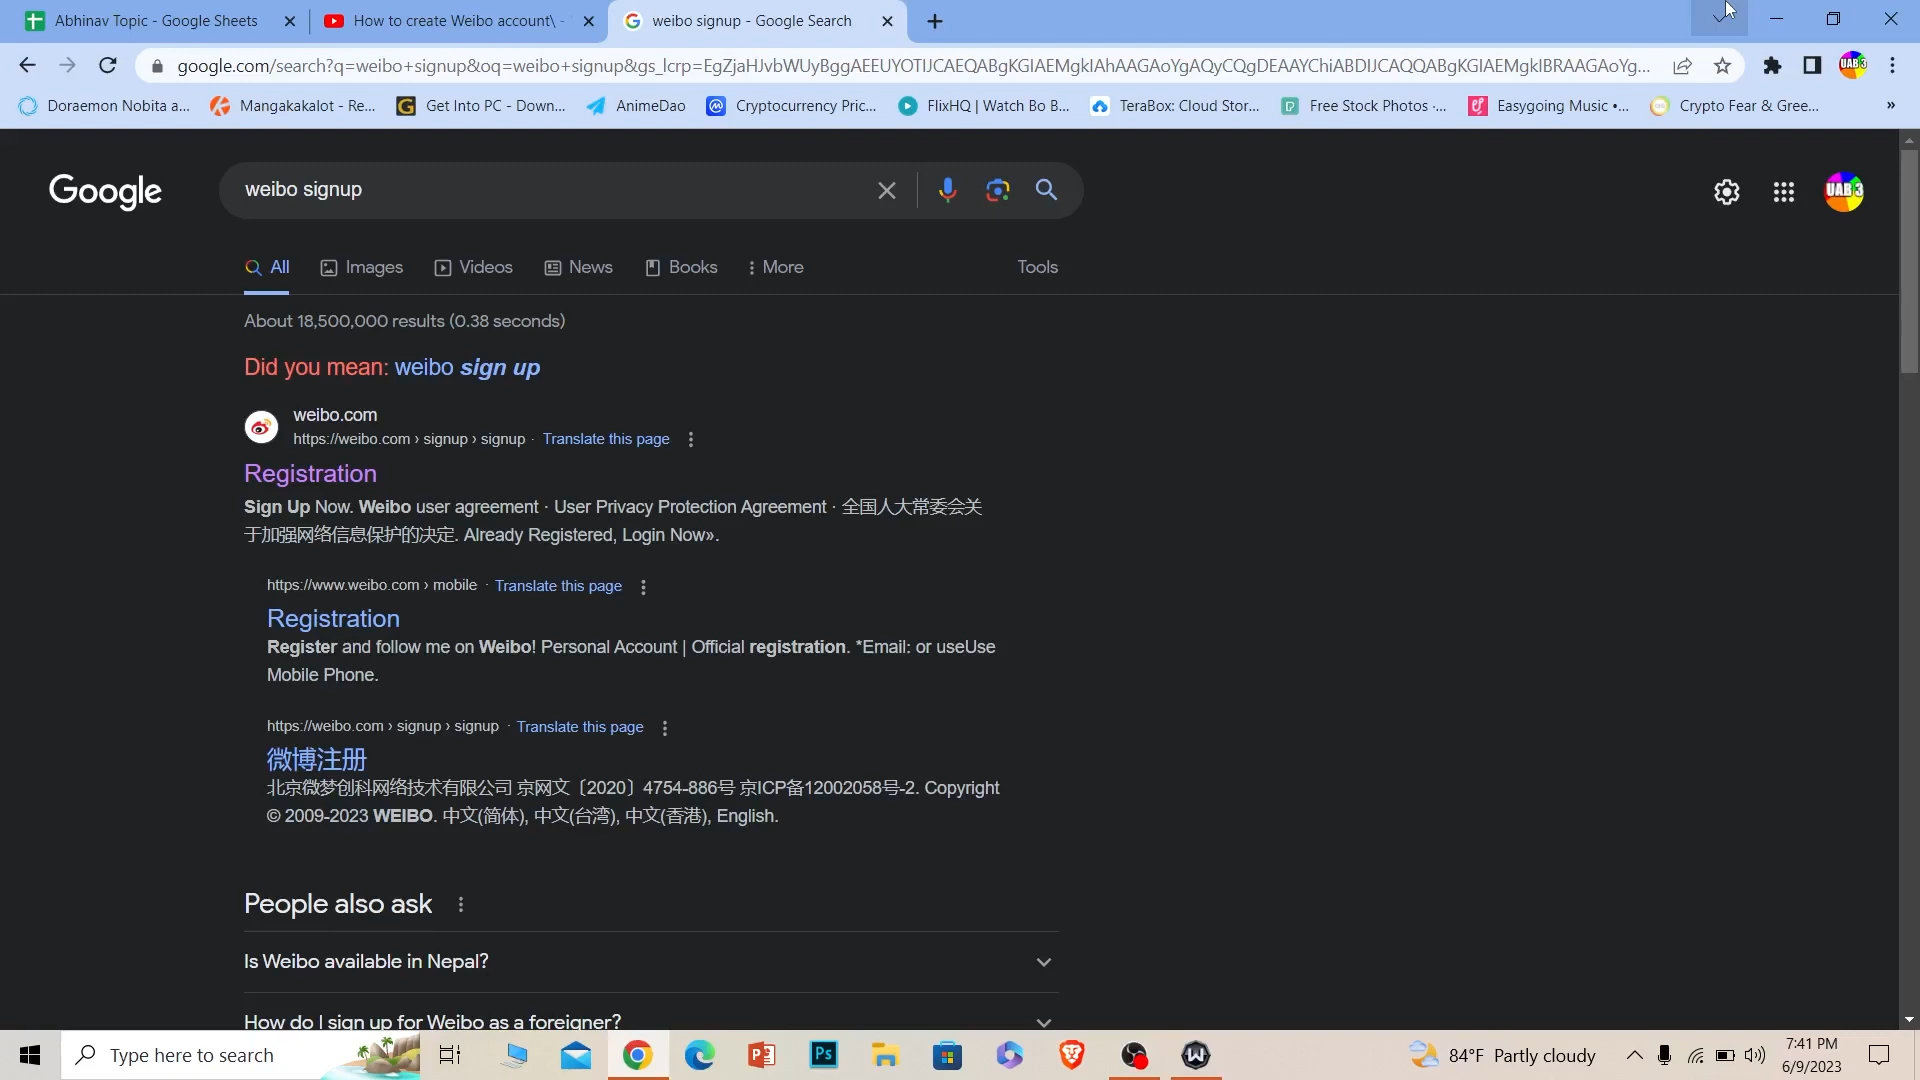 Abhinav Topic - Google Sheets
How to create Weibo account\ -
weibo signup - Google Search
google.com/search?q=weibo+signup&oq=weibo+signup&gs_lcrp=EgZjaHJvbWUyBggAEEUYOTIJCAEQABgKGIAEMgkIAhAAGAoYgAQyCQgDEAAYChiABDIJCAQQABgKGIAEMgkIBRAAGAoYg...
UAB 3
Doraemon Nobita a...
Mangakakalot - Re...
Get Into PC - Down...
AnimeDao
Cryptocurrency Pric...
FlixHQ | Watch Bo B...
TeraBox: Cloud Stor...
Free Stock Photos ·...
Easygoing Music •...
Crypto Fear & Gree...
»
Google
weibo signup
UAB 3
All
Images
Videos
News
Books
More
Tools
About 18,500,000 results (0.38 seconds)
Did you mean: weibo sign up
weibo.com
https://weibo.com › signup › signup · Translate this page
Registration
Sign Up Now. Weibo user agreement · User Privacy Protection Agreement · 全国人大常委会关
于加强网络信息保护的决定. Already Registered, Login Now».
https://www.weibo.com › mobile · Translate this page
Registration
Register and follow me on Weibo! Personal Account | Official registration. *Email: or useUse
Mobile Phone.
https://weibo.com › signup › signup · Translate this page
微博注册
北京微梦创科网络技术有限公司 京网文〔2020〕4754-886号 京ICP备12002058号-2. Copyright
© 2009-2023 WEIBO. 中文(简体), 中文(台湾), 中文(香港), English.
People also ask
Is Weibo available in Nepal?
How do I sign up for Weibo as a foreigner?
Type here to search
Ps
84°F Partly cloudy
7:41 PM
6/9/2023